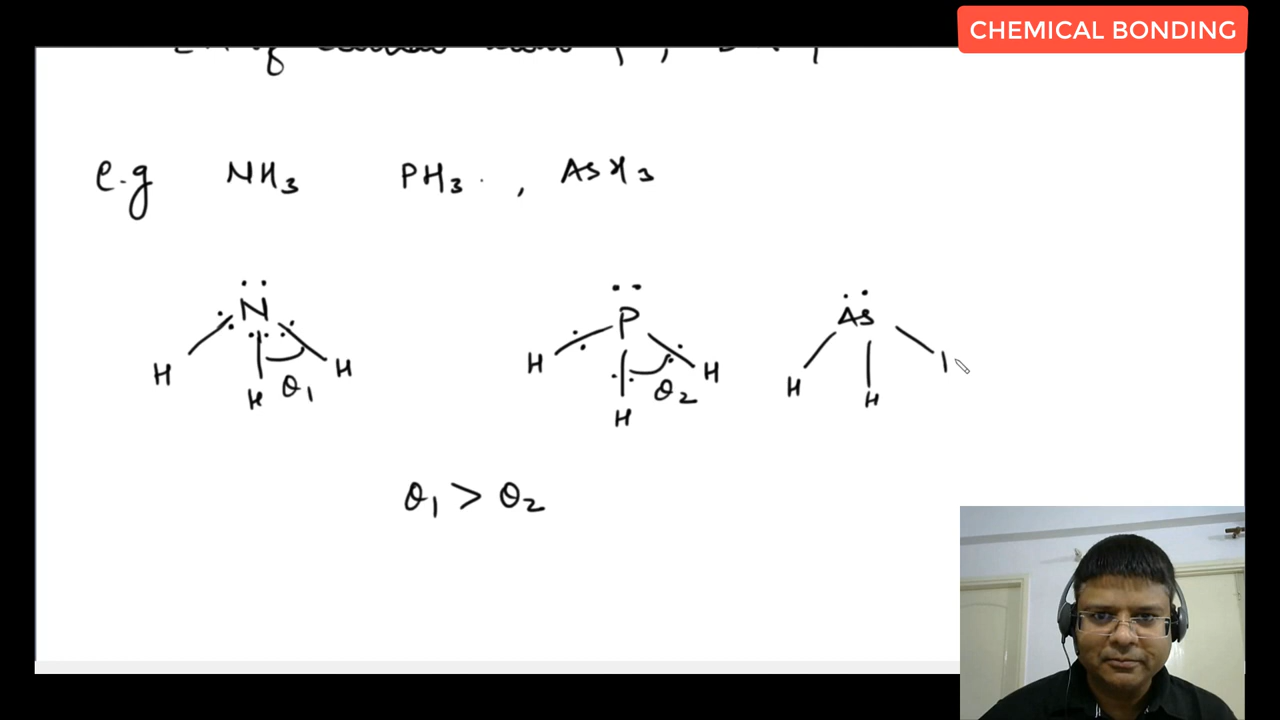 CHEMICAL BONDING
e.g NH3 PH3. , AsH3
N P As
H H H
H H H H H
θ1 θ2
θ1 > θ2